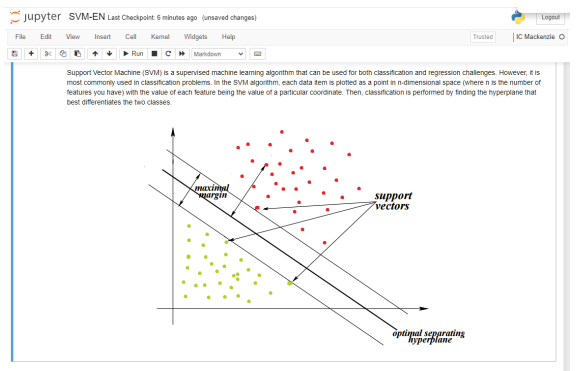 jupyter SVM-EN Last Checkpoint: 6 minutes ago (unsaved changes)
Logout
File Edit View Insert Cell Kernel Widgets Help
Trusted
IC Mackenzie
Run
Markdown
Support Vector Machine (SVM) is a supervised machine learning algorithm that can be used for both classification and regression challenges. However, it is
most commonly used in classification problems. In the SVM algorithm, each data item is plotted as a point in n-dimensional space (where n is the number of
features you have) with the value of each feature being the value of a particular coordinate. Then, classification is performed by finding the hyperplane that
best differentiates the two classes.
maximal
margin
support
vectors
optimal separating
hyperplane